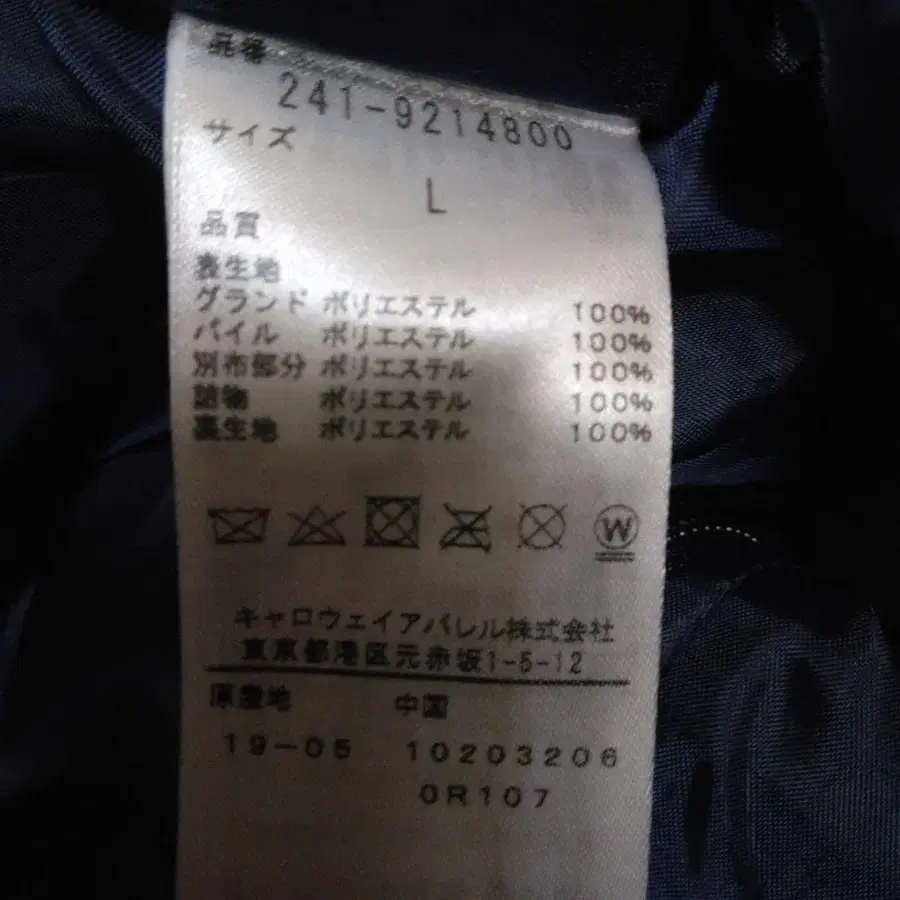 品番
241-9214800
サイズ
L
品質
表生地
グランド ポリエステル 100%
パイル ポリエステル 100%
別布部分 ポリエステル 100%
詰物 ポリエステル 100%
裏生地 ポリエステル 100%
W
キャロウェイアパレル株式会社
東京都港区元赤坂1-5-12
原産地 中国
19-05 10203206
0R107